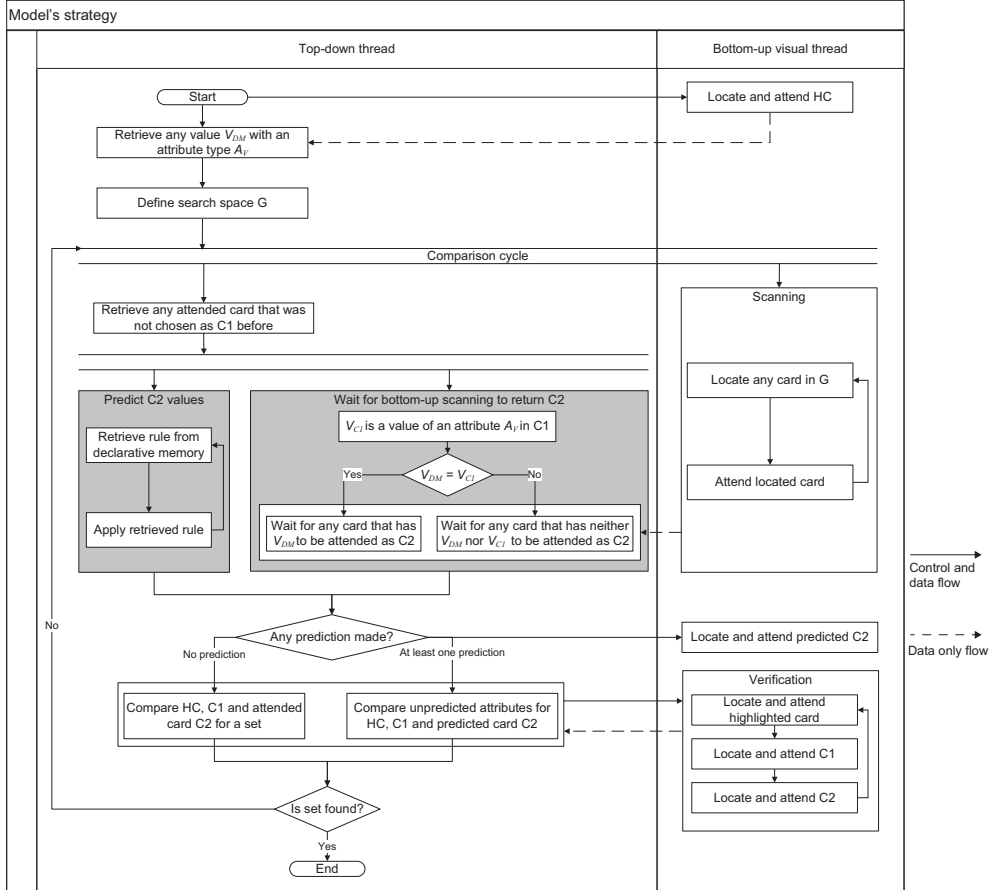 Model's strategy
Top-down thread
Bottom-up visual thread
Start
Locate and attend HC
Retrieve any value V_DM with an
attribute type A_V
Define search space G
Comparison cycle
Retrieve any attended card that was
not chosen as C1 before
Scanning
Locate any card in G
Attend located card
Predict C2 values
Retrieve rule from
declarative memory
Apply retrieved rule
Wait for bottom-up scanning to return C2
V_C1 is a value of an attribute A_V in C1
V_DM = V_C1
Yes
No
Wait for any card that has
V_DM to be attended as C2
Wait for any card that has neither
V_DM nor V_C1 to be attended as C2
Control and
data flow
Data only flow
No
Any prediction made?
No prediction
At least one prediction
Locate and attend predicted C2
Compare HC, C1 and attended
card C2 for a set
Compare unpredicted attributes for
HC, C1 and predicted card C2
Verification
Locate and attend
highlighted card
Locate and attend C1
Locate and attend C2
Is set found?
Yes
End